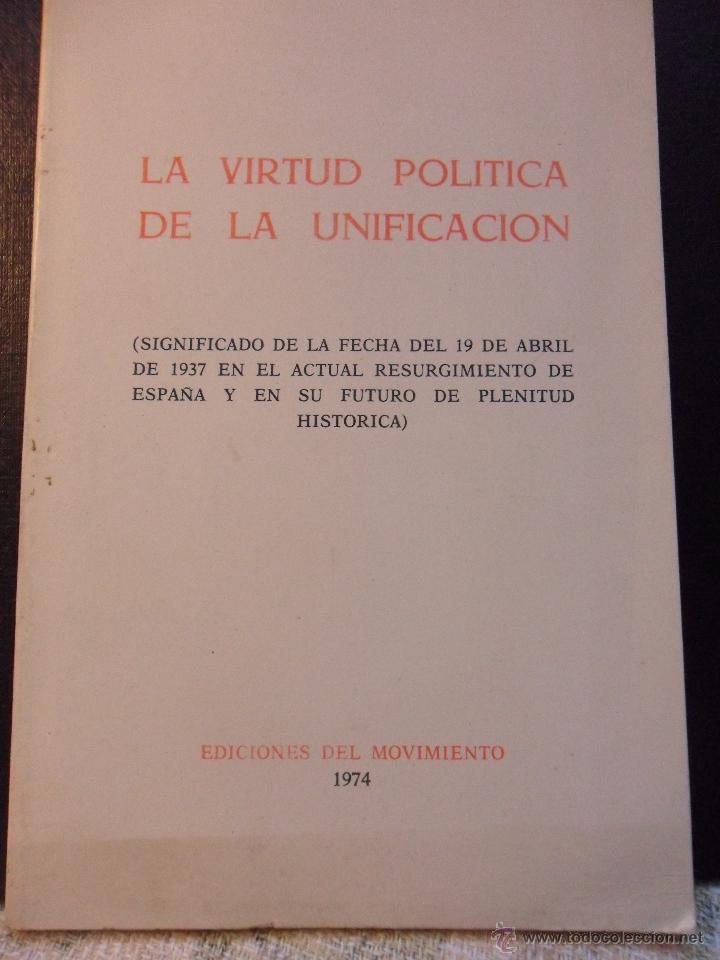 LA VIRTUD POLITICA
DE LA UNIFICACION
(SIGNIFICADO DE LA FECHA DEL 19 DE ABRIL
DE 1937 EN EL ACTUAL RESURGIMIENTO DE
ESPAÑA Y EN SU FUTURO DE PLENITUD
HISTORICA)
EDICIONES DEL MOVIMIENTO
1974
© www.todocoleccion.net